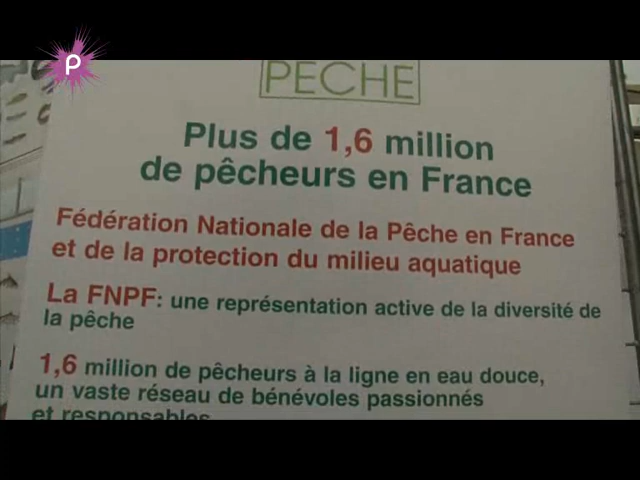 P
PECHE
Plus de 1,6 million
de pêcheurs en France
Fédération Nationale de la Pêche en France
et de la protection du milieu aquatique
La FNPF: une représentation active de la diversité de
la pêche
1,6 million de pêcheurs à la ligne en eau douce,
un vaste réseau de bénévoles passionnés
et responsables